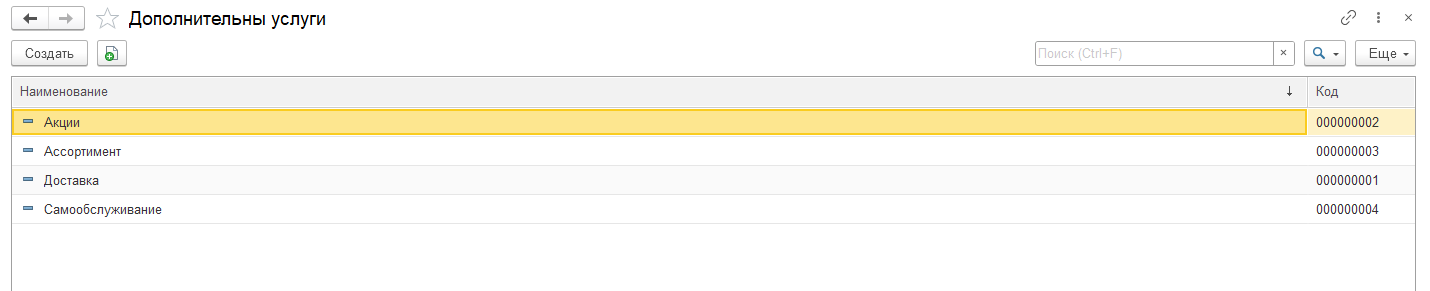 Дополнительны услуги
Создать
Поиск (Ctrl+F)
×
Еще
Наименование
Код
Акции 000000002
Ассортимент 000000003
Доставка 000000001
Самообслуживание 000000004